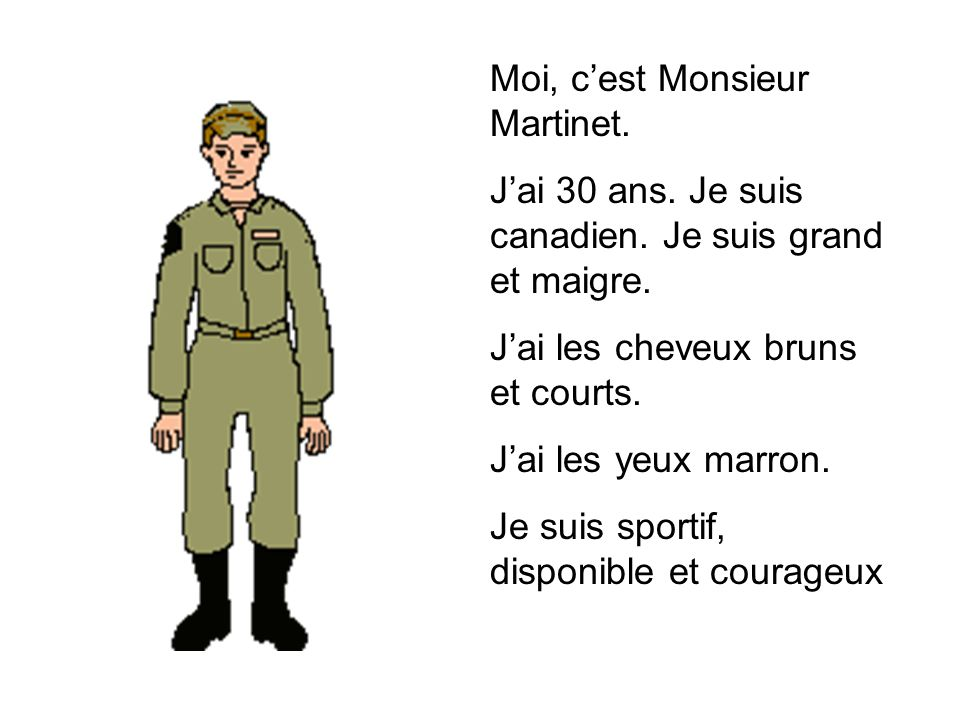 Moi, c’est Monsieur
Martinet.
J’ai 30 ans. Je suis
canadien. Je suis grand
et maigre.
J’ai les cheveux bruns
et courts.
J’ai les yeux marron.
Je suis sportif,
disponible et courageux